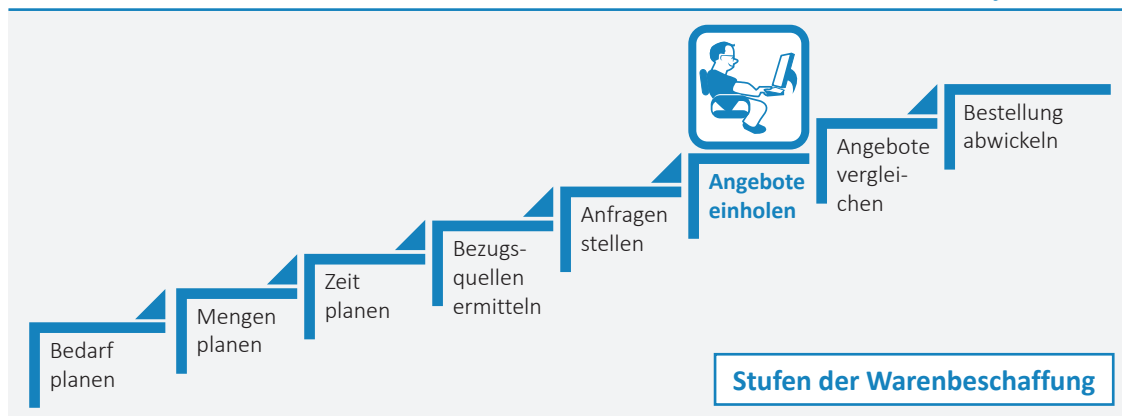 Bedarf
planen
Mengen
planen
Zeit
planen
Bezugs-
quellen
ermitteln
Anfragen
stellen
Angebote
einholen
Angebote
verglei-
chen
Bestellung
abwickeln
Stufen der Warenbeschaffung